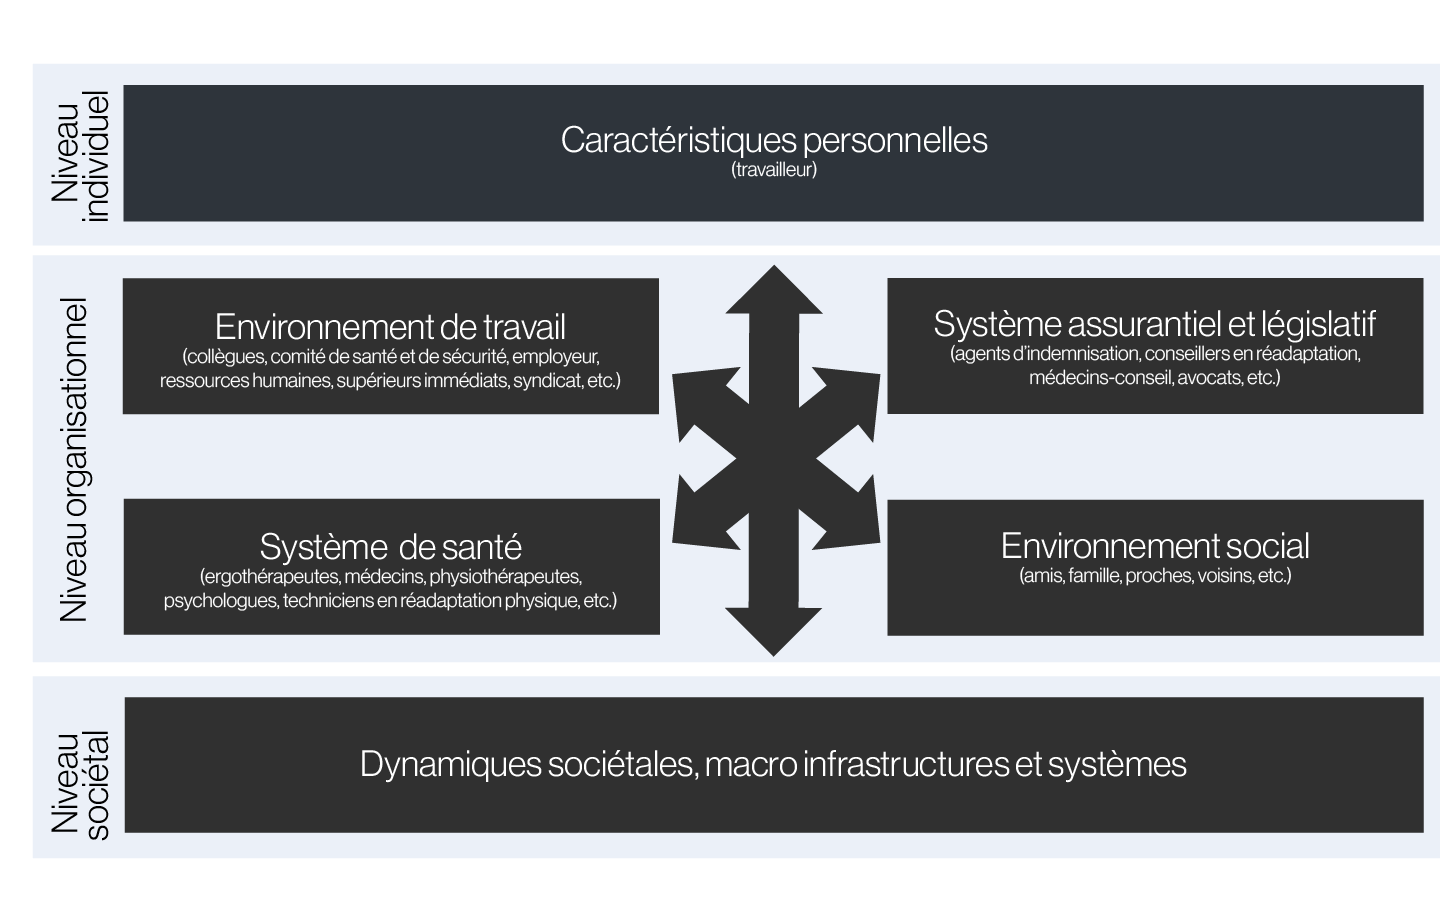 Niveau
individuel
Caractéristiques personnelles
(travailleur)
Niveau organisationnel
Environnement de travail
(collègues, comité de santé et de sécurité, employeur,
ressources humaines, supérieurs immédiats, syndicat, etc.)
Système assurantiel et législatif
(agents d'indemnisation, conseillers en réadaptation,
médecins-conseil, avocats, etc.)
Système de santé
(ergothérapeutes, médecins, physiothérapeutes,
psychologues, techniciens en réadaptation physique, etc.)
Environnement social
(amis, famille, proches, voisins, etc.)
Niveau
sociétal
Dynamiques sociétales, macro infrastructures et systèmes